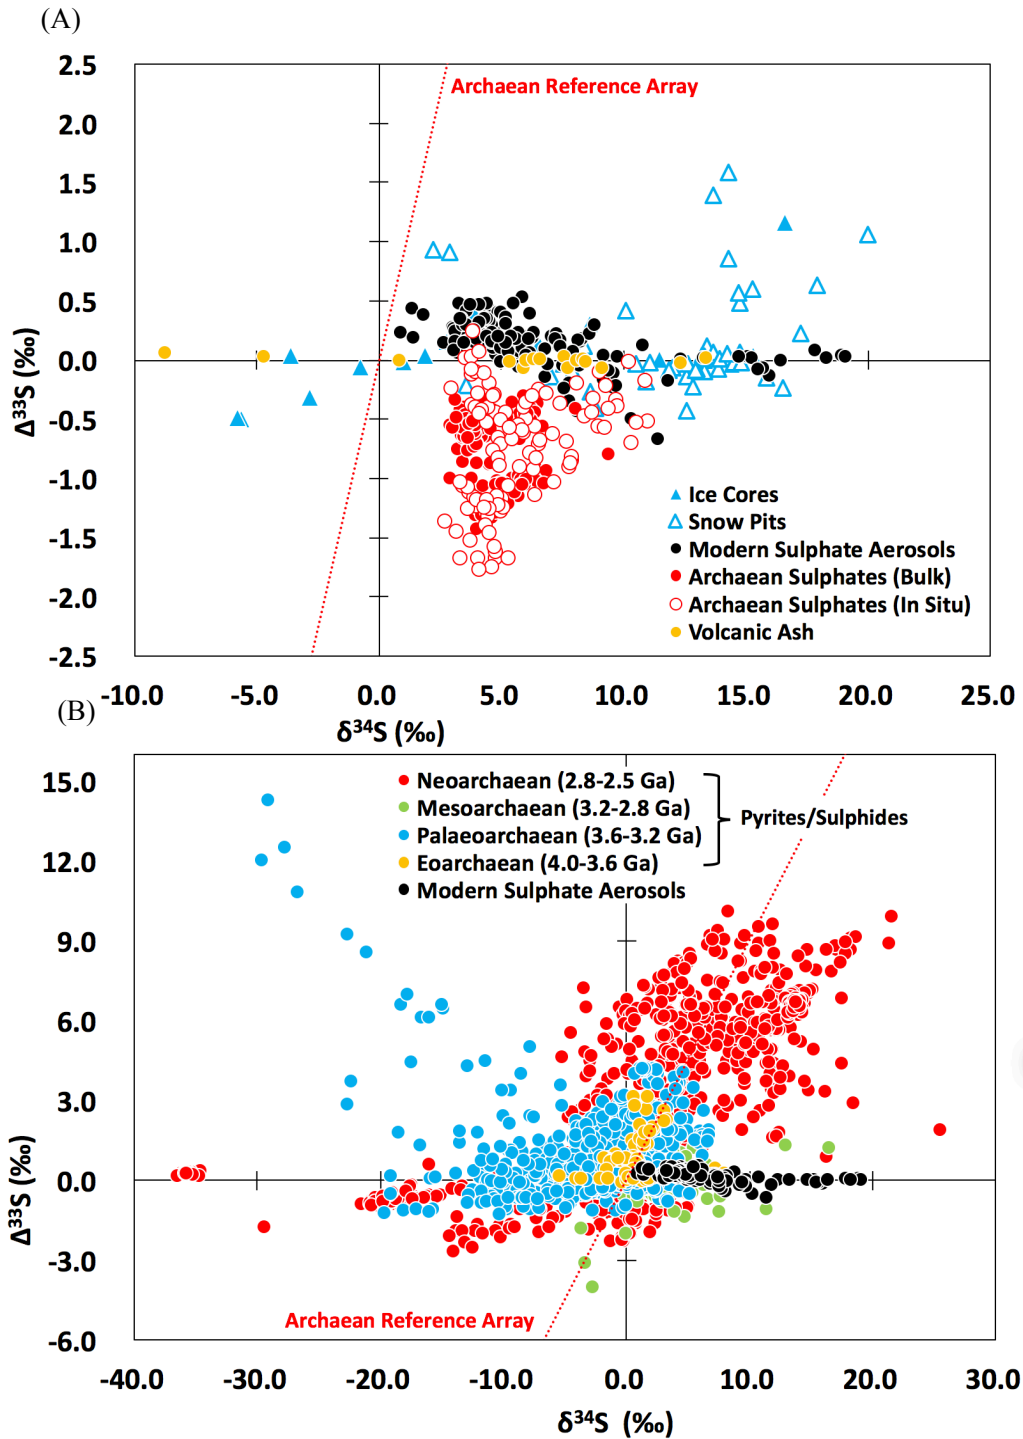 (A)
2.5
Archaean Reference Array
2.0
1.5
1.0
0.5
0.0
-0.5
-1.0
-1.5
-2.0
-2.5
Δ³³S (‰)
Ice Cores
Snow Pits
Modern Sulphate Aerosols
Archaean Sulphates (Bulk)
Archaean Sulphates (In Situ)
Volcanic Ash
-10.0 -5.0 0.0 5.0 10.0 15.0 20.0 25.0
δ³⁴S (‰)
(B)
15.0
12.0
9.0
6.0
3.0
0.0
-3.0
-6.0
Δ³³S (‰)
Neoarchaean (2.8-2.5 Ga)
Mesoarchaean (3.2-2.8 Ga)
Palaeoarchaean (3.6-3.2 Ga)
Eoarchaean (4.0-3.6 Ga)
Modern Sulphate Aerosols
Pyrites/Sulphides
Archaean Reference Array
-40.0 -30.0 -20.0 -10.0 0.0 10.0 20.0 30.0
δ³⁴S (‰)